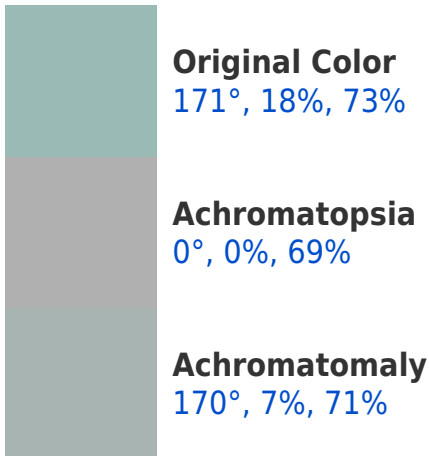 Original Color
171°, 18%, 73%
Achromatopsia
0°, 0%, 69%
Achromatomaly
170°, 7%, 71%